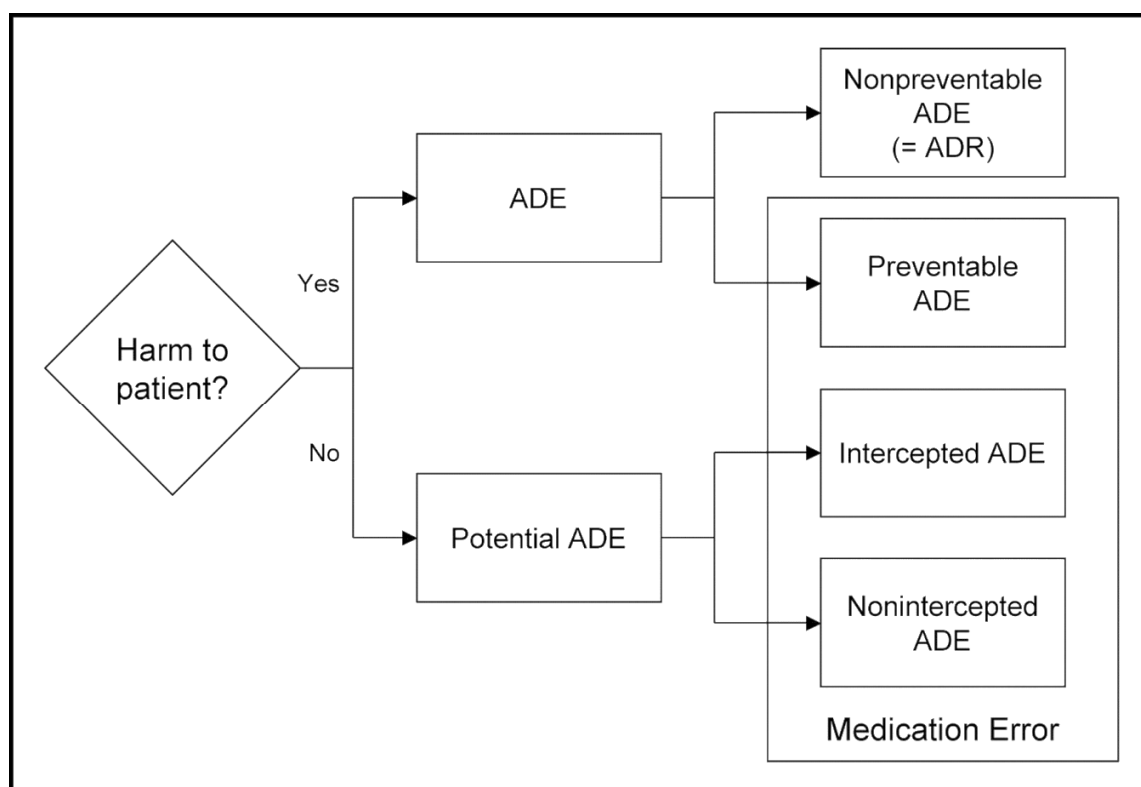 Nonpreventable
ADE
(= ADR)
ADE
Yes
Preventable
ADE
Harm to
patient?
No
Intercepted ADE
Potential ADE
Nonintercepted
ADE
Medication Error